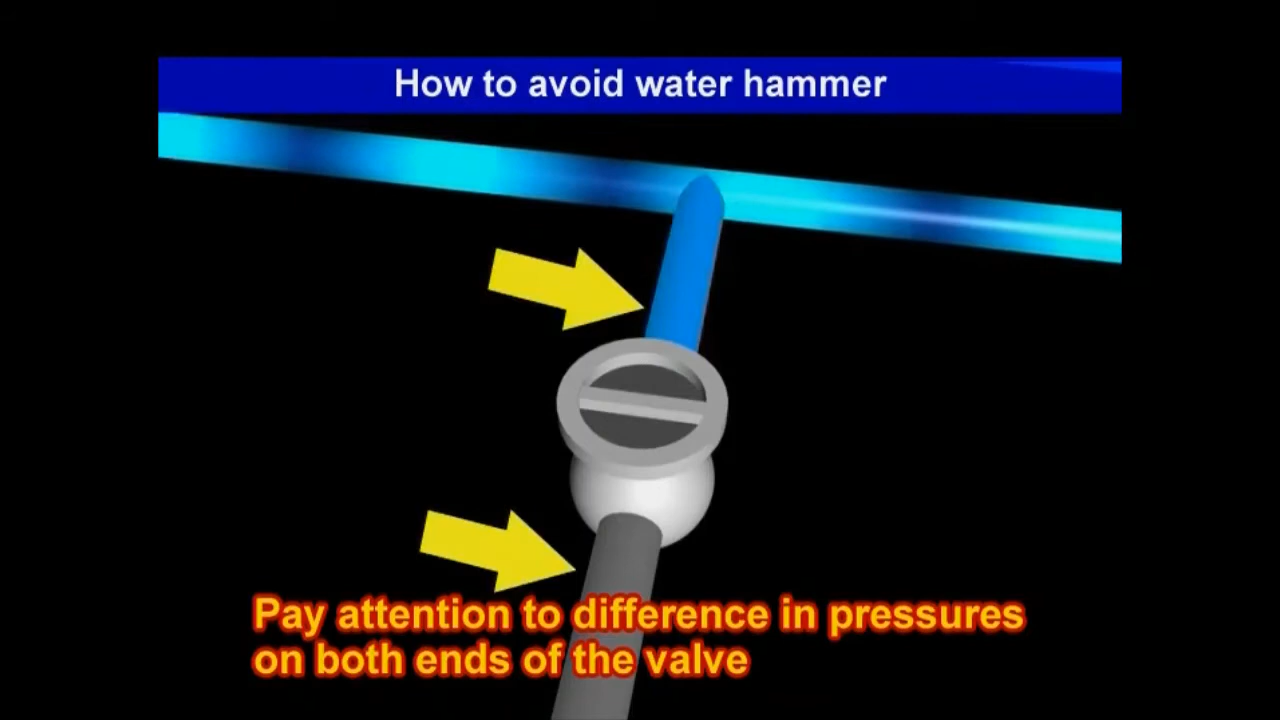 How to avoid water hammer
Pay attention to difference in pressures
on both ends of the valve